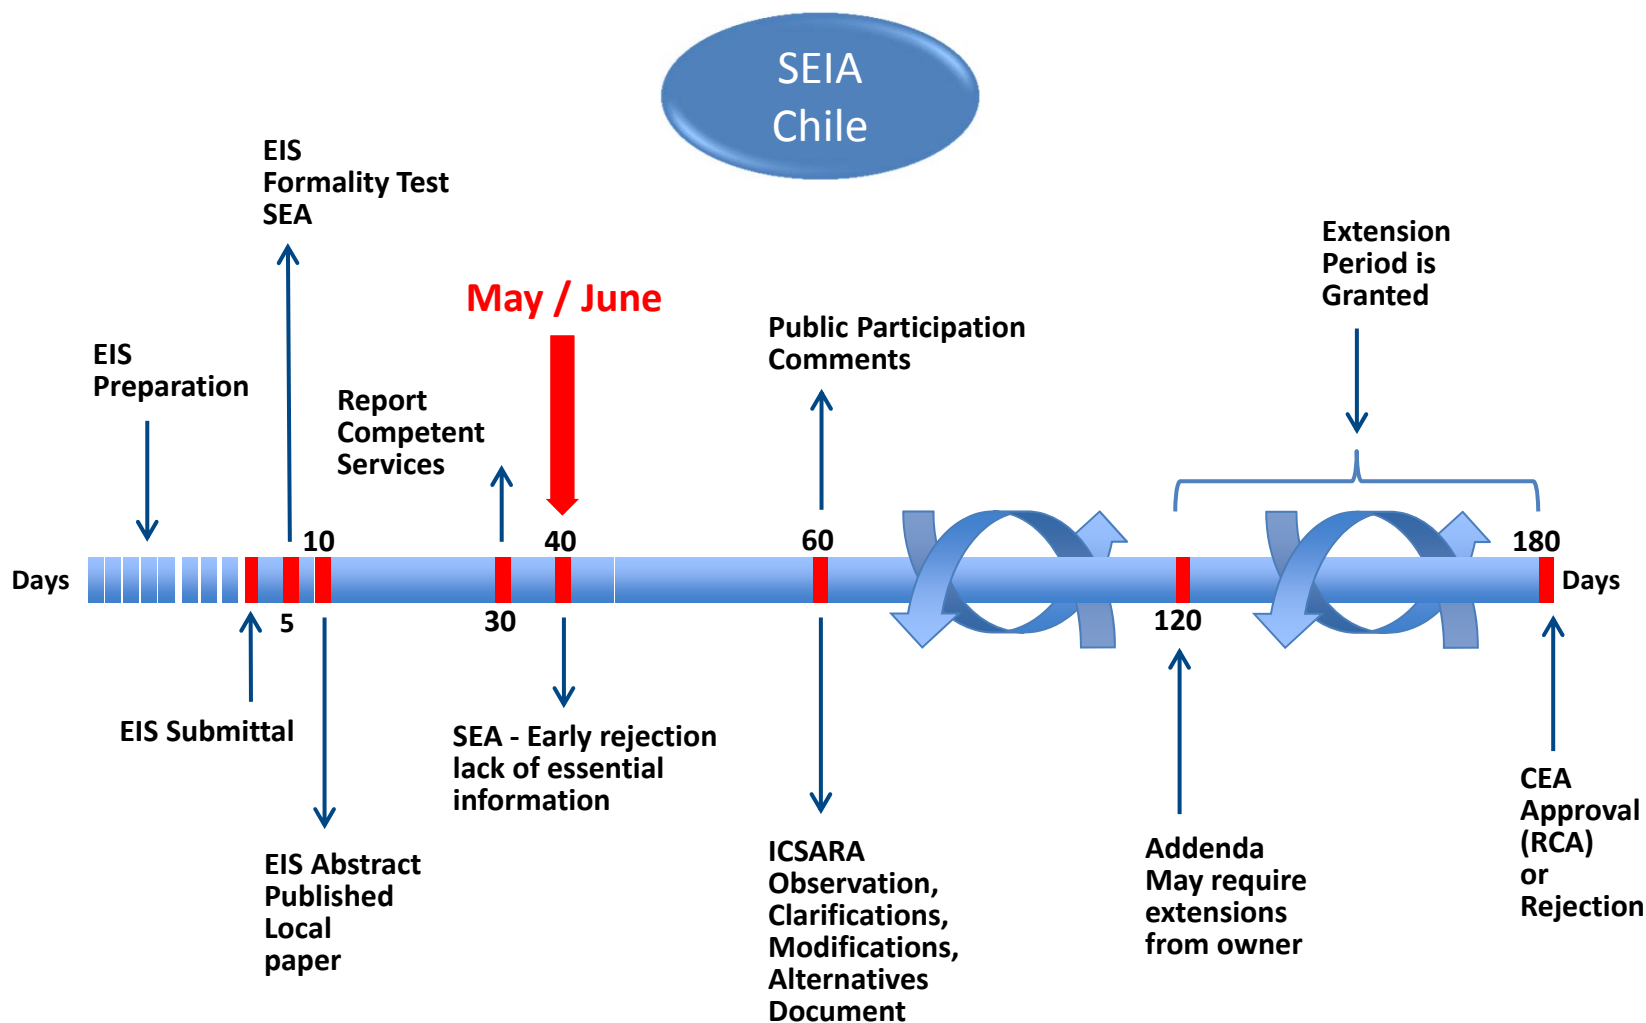 SEIA
Chile
EIS
Formality Test
SEA
Extension
Period is
Granted
May / June
Public Participation
Comments
EIS
Preparation
Report
Competent
Services
10
40
60
180
Days
Days
5
30
120
EIS Submittal
SEA - Early rejection
lack of essential
information
EIS Abstract
Published
Local
paper
ICSARA
Observation,
Clarifications,
Modifications,
Alternatives
Document
Addenda
May require
extensions
from owner
CEA
Approval
(RCA)
or
Rejection